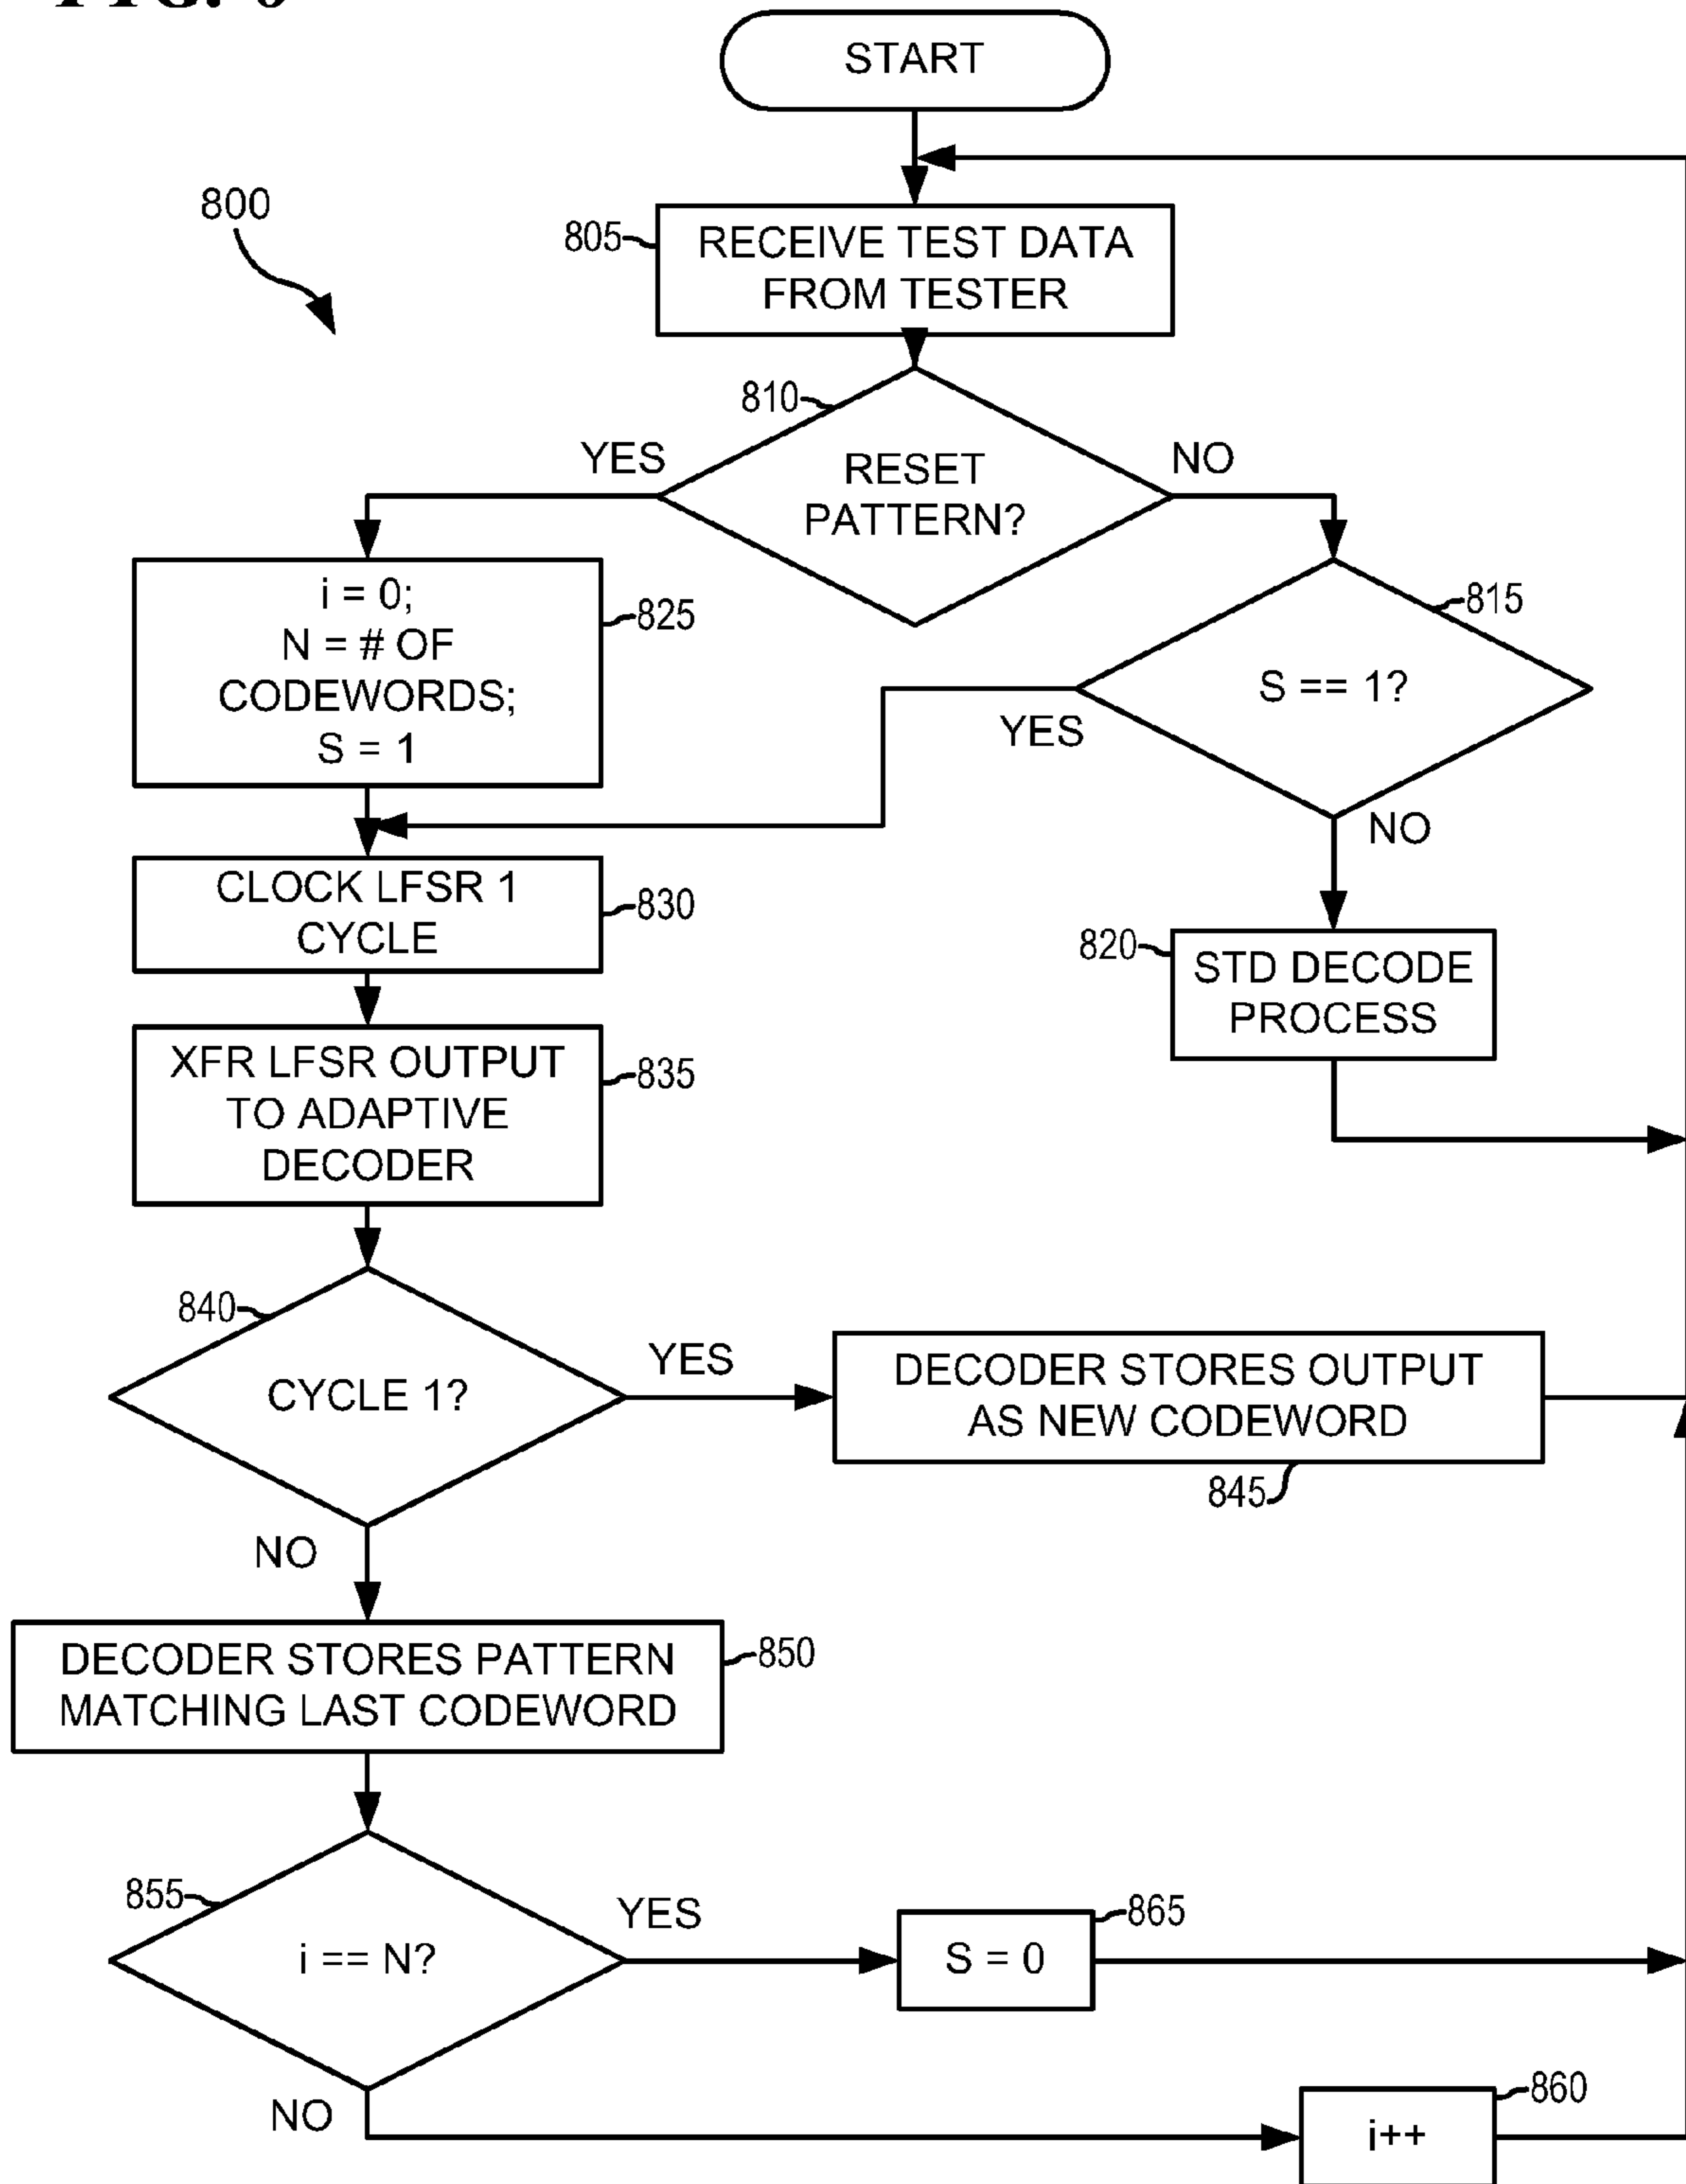 START
800
805
RECEIVE TEST DATA
FROM TESTER
810
YES
RESET
PATTERN?
NO
i = 0;
N = # OF
CODEWORDS;
S = 1
825
815
S == 1?
YES
NO
CLOCK LFSR 1
CYCLE
830
820
STD DECODE
PROCESS
XFR LFSR OUTPUT
TO ADAPTIVE
DECODER
835
840
CYCLE 1?
YES
DECODER STORES OUTPUT
AS NEW CODEWORD
845
NO
DECODER STORES PATTERN
MATCHING LAST CODEWORD
850
855
i == N?
YES
S = 0
865
NO
860
i++